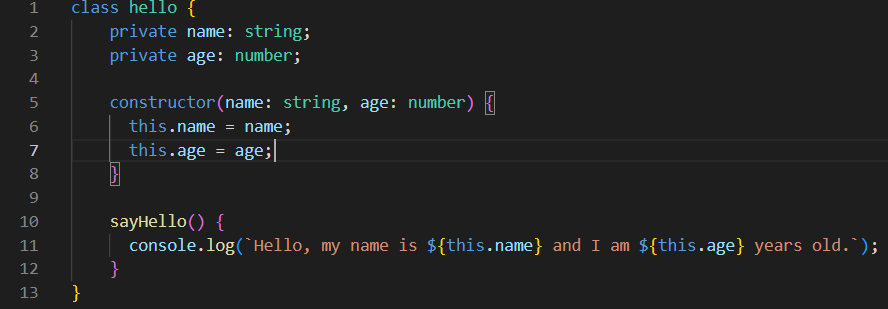 1 class hello {
2     private name: string;
3     private age: number;
4
5     constructor(name: string, age: number) {
6       this.name = name;
7       this.age = age;
8     }
9
10     sayHello() {
11       console.log(`Hello, my name is ${this.name} and I am ${this.age} years old.`);
12     }
13 }